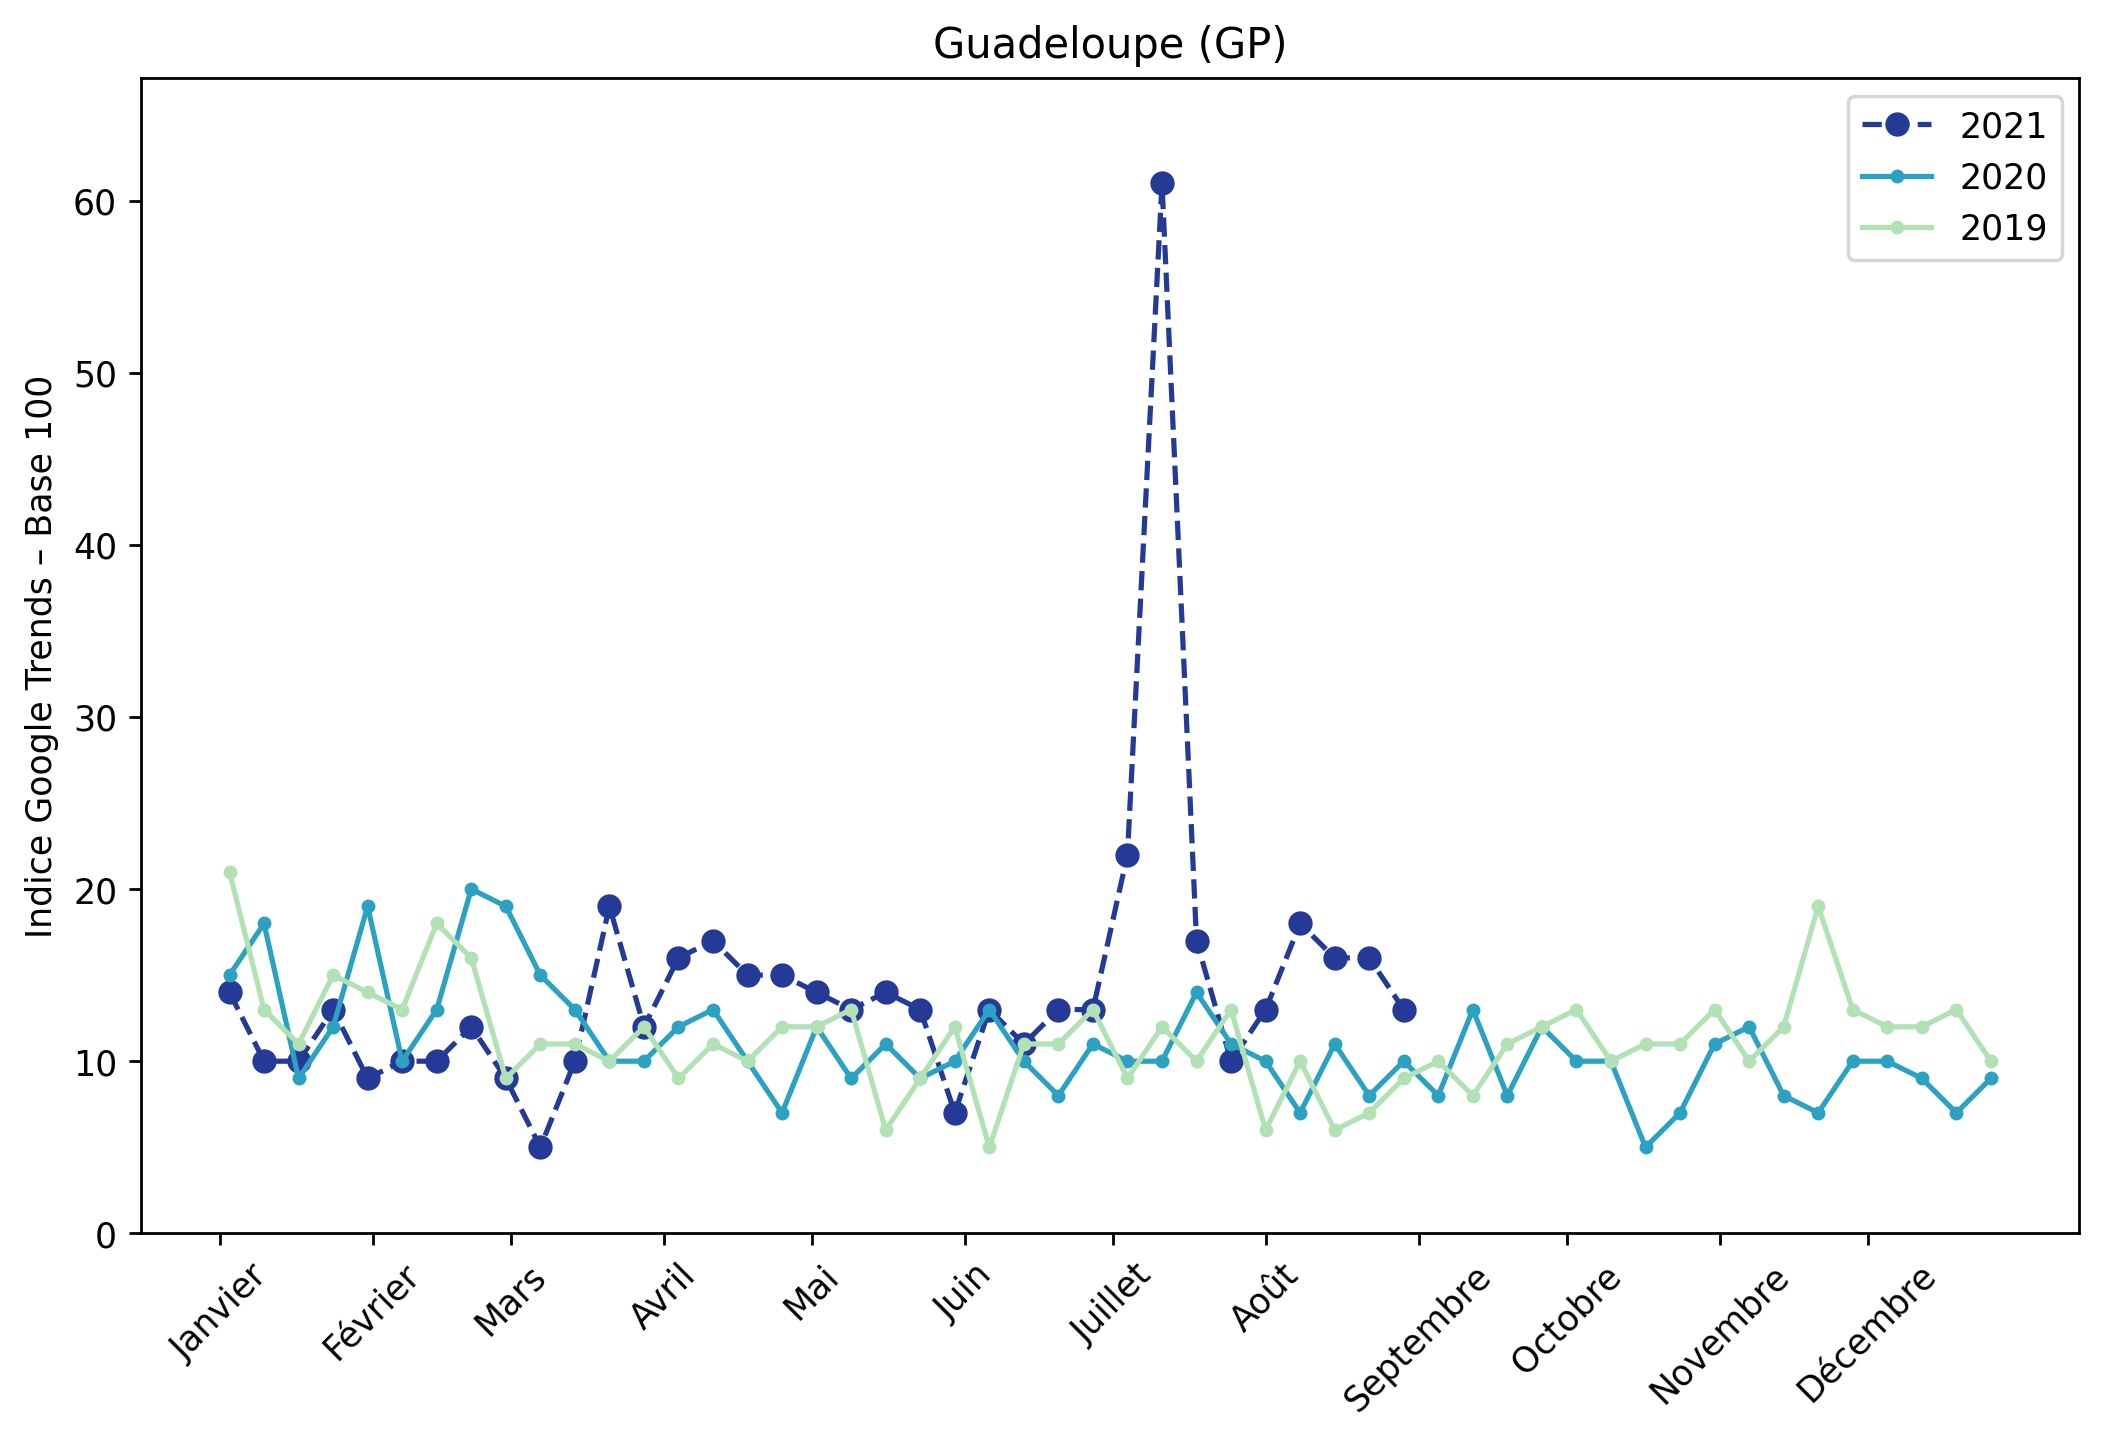 Guadeloupe (GP)
2021
2020
2019
Indice Google Trends – Base 100
60
50
40
30
20
10
0
Janvier
Février
Mars
Avril
Mai
Juin
Juillet
Août
Septembre
Octobre
Novembre
Décembre